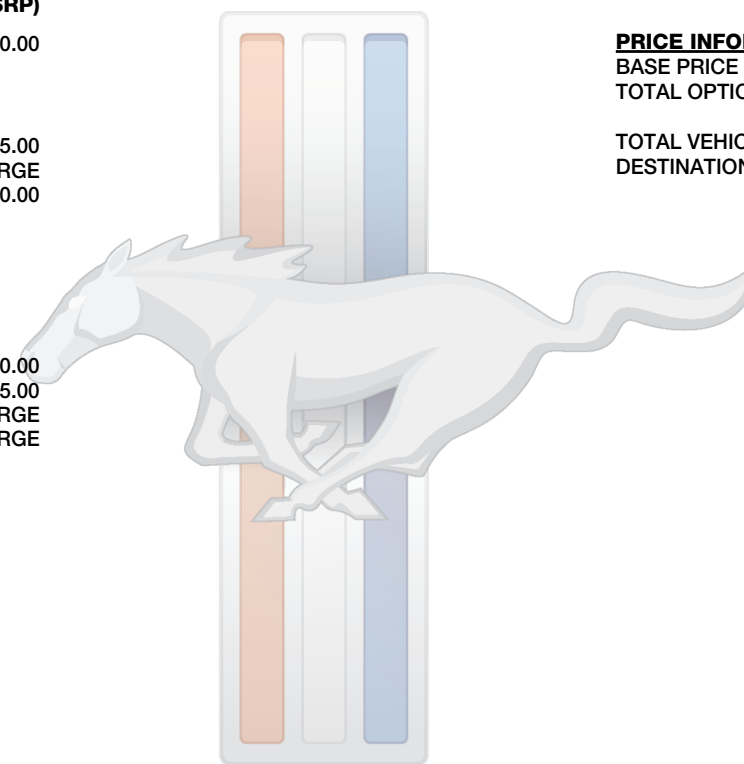 SRP)
0.00
5.00
RGE
0.00
0.00
5.00
RGE
RGE
PRICE INFO
BASE PRICE
TOTAL OPTIO
TOTAL VEHIC
DESTINATION